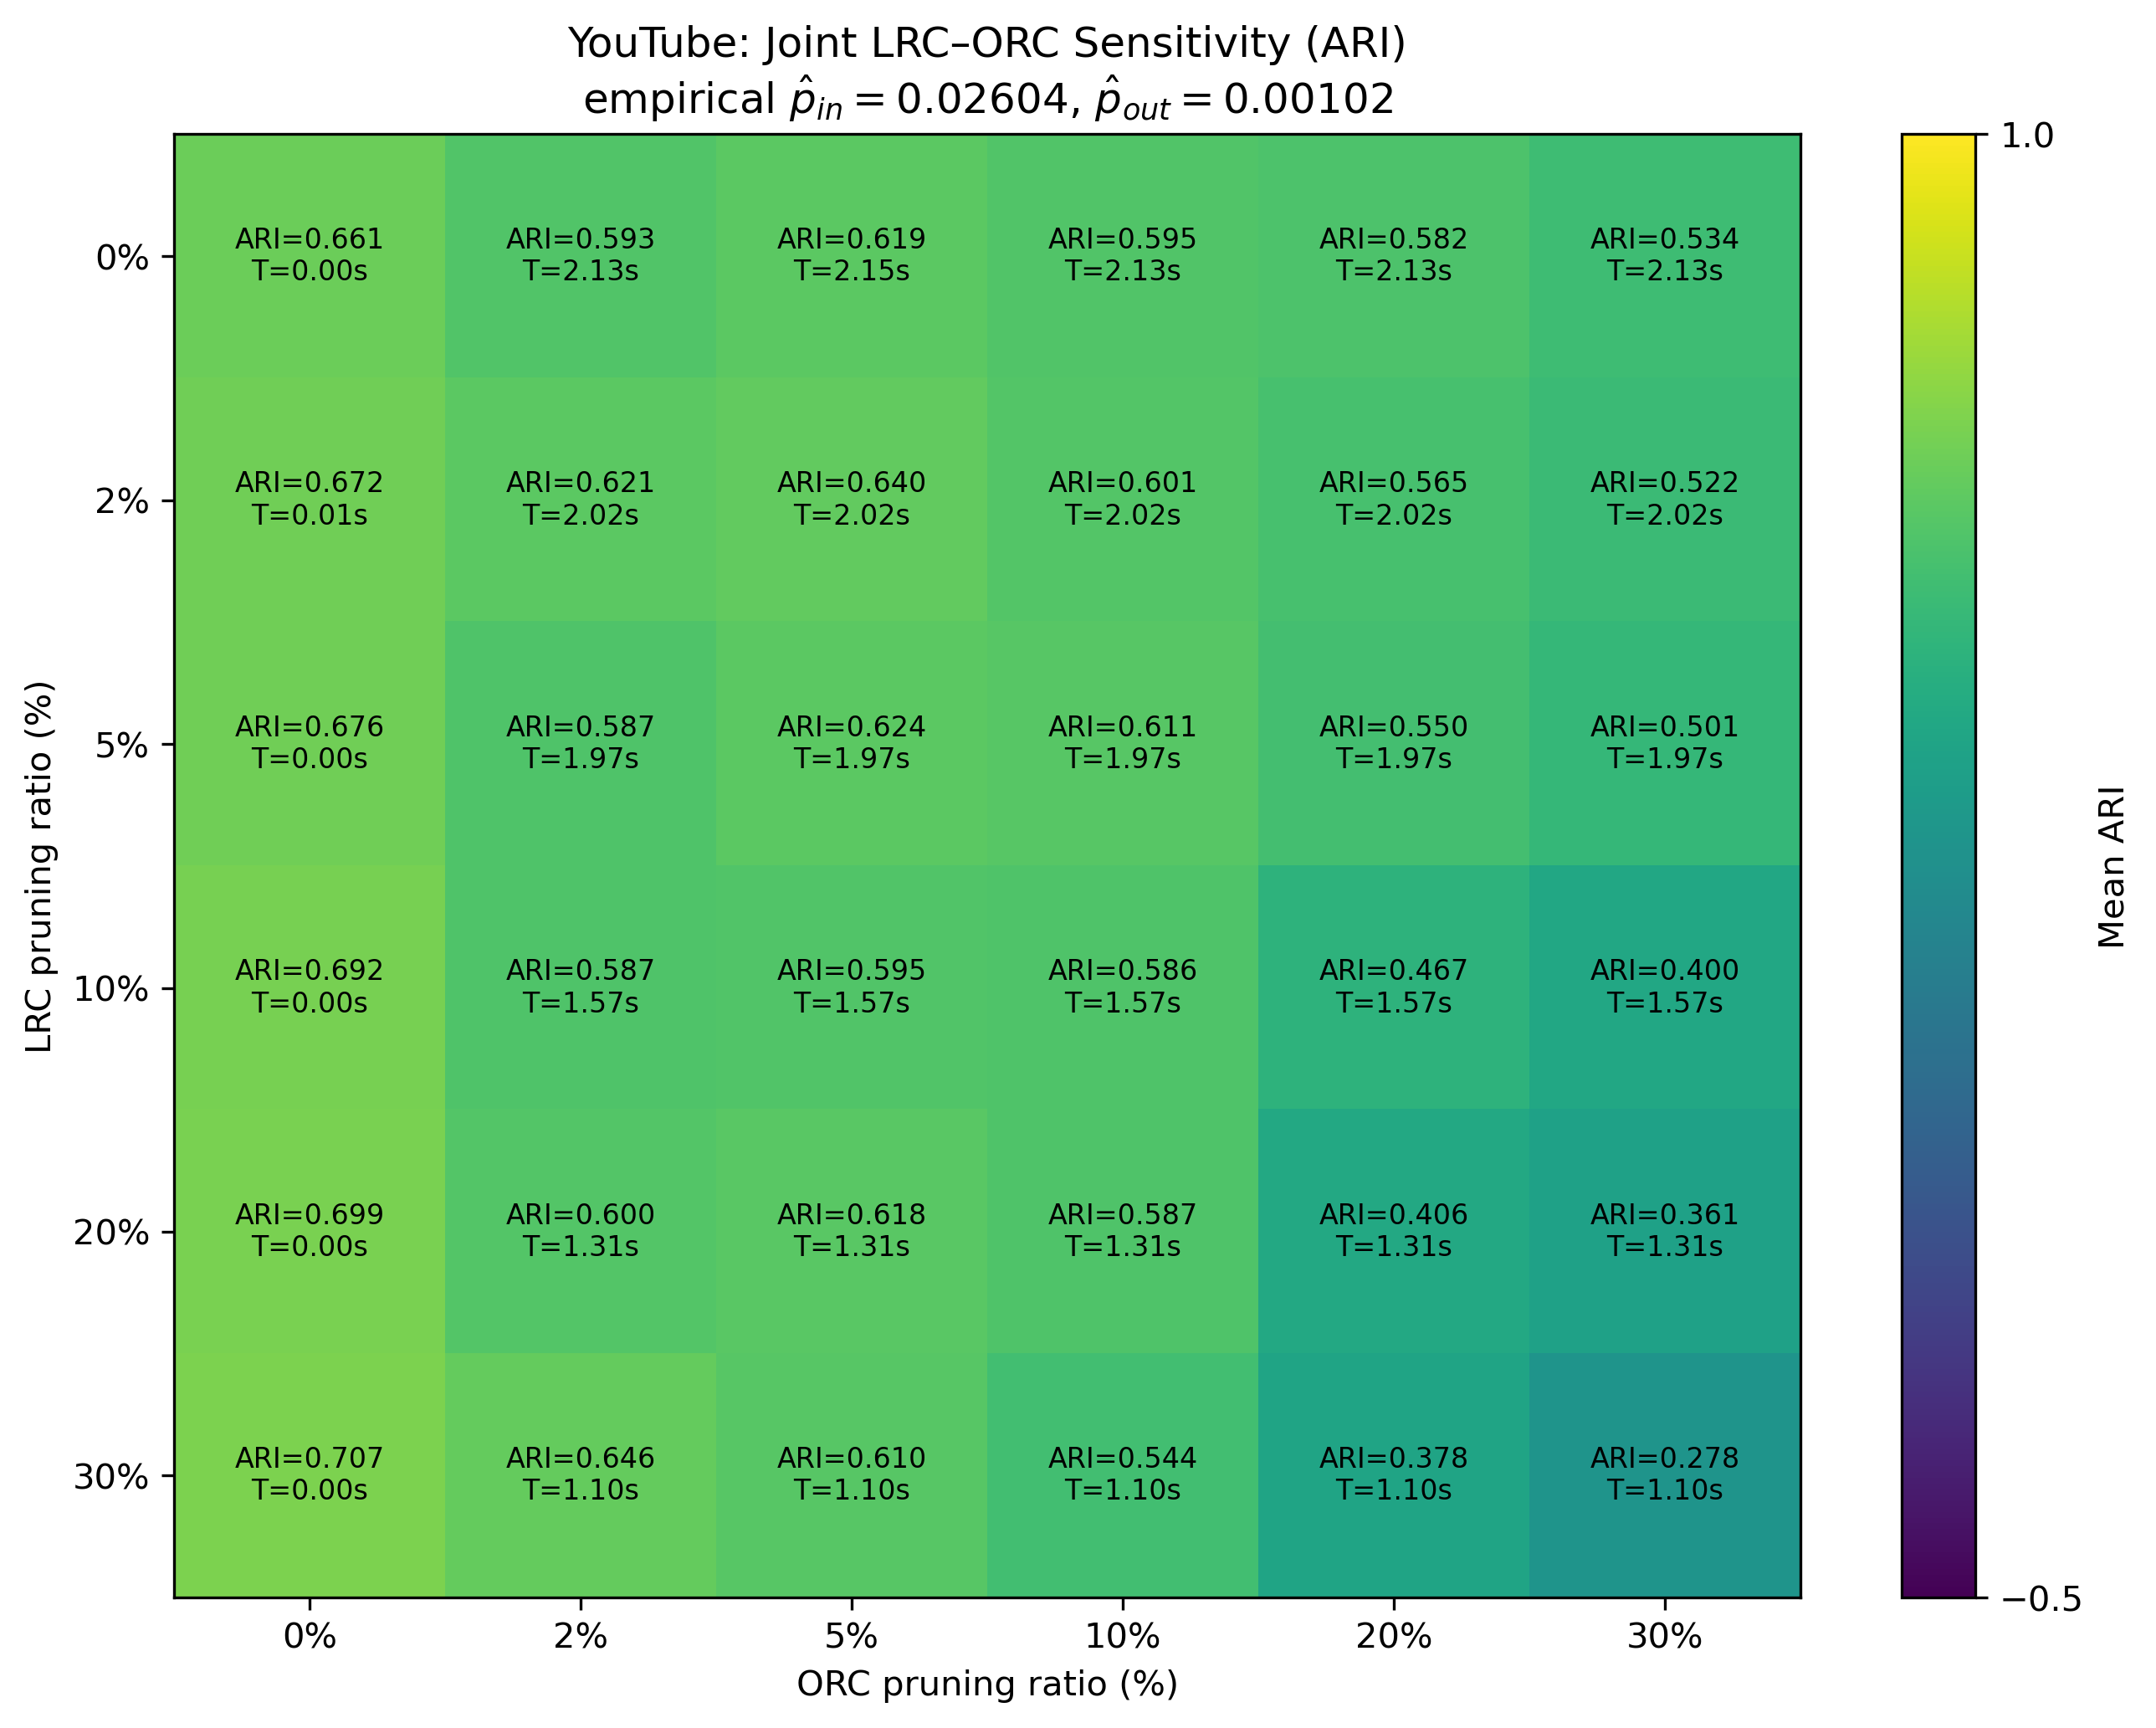 YouTube: Joint LRC–ORC Sensitivity (ARI)
empirical p̂_in = 0.02604, p̂_out = 0.00102
1.0
ARI=0.661 ARI=0.593 ARI=0.619 ARI=0.595 ARI=0.582 ARI=0.534
0%
T=0.00s T=2.13s T=2.15s T=2.13s T=2.13s T=2.13s
ARI=0.672 ARI=0.621 ARI=0.640 ARI=0.601 ARI=0.565 ARI=0.522
2%
T=0.01s T=2.02s T=2.02s T=2.02s T=2.02s T=2.02s
ARI=0.676 ARI=0.587 ARI=0.624 ARI=0.611 ARI=0.550 ARI=0.501
5%
T=0.00s T=1.97s T=1.97s T=1.97s T=1.97s T=1.97s
LRC pruning ratio (%)
Mean ARI
ARI=0.692 ARI=0.587 ARI=0.595 ARI=0.586 ARI=0.467 ARI=0.400
10%
T=0.00s T=1.57s T=1.57s T=1.57s T=1.57s T=1.57s
ARI=0.699 ARI=0.600 ARI=0.618 ARI=0.587 ARI=0.406 ARI=0.361
20%
T=0.00s T=1.31s T=1.31s T=1.31s T=1.31s T=1.31s
ARI=0.707 ARI=0.646 ARI=0.610 ARI=0.544 ARI=0.378 ARI=0.278
30%
T=0.00s T=1.10s T=1.10s T=1.10s T=1.10s T=1.10s
−0.5
0% 2% 5% 10% 20% 30%
ORC pruning ratio (%)